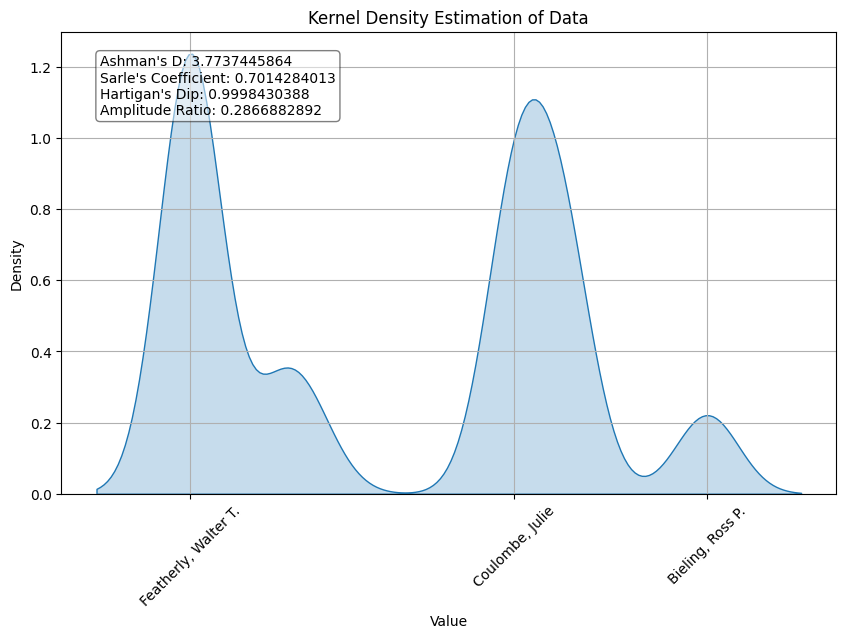 Kernel Density Estimation of Data
Ashman's D: 3.7737445864
Sarle's Coefficient: 0.7014284013
Hartigan's Dip: 0.9998430388
Amplitude Ratio: 0.2866882892
Density
1.2
1.0
0.8
0.6
0.4
0.2
0.0
Featherly, Walter T.
Coulombe, Julie
Bieling, Ross P.
Value